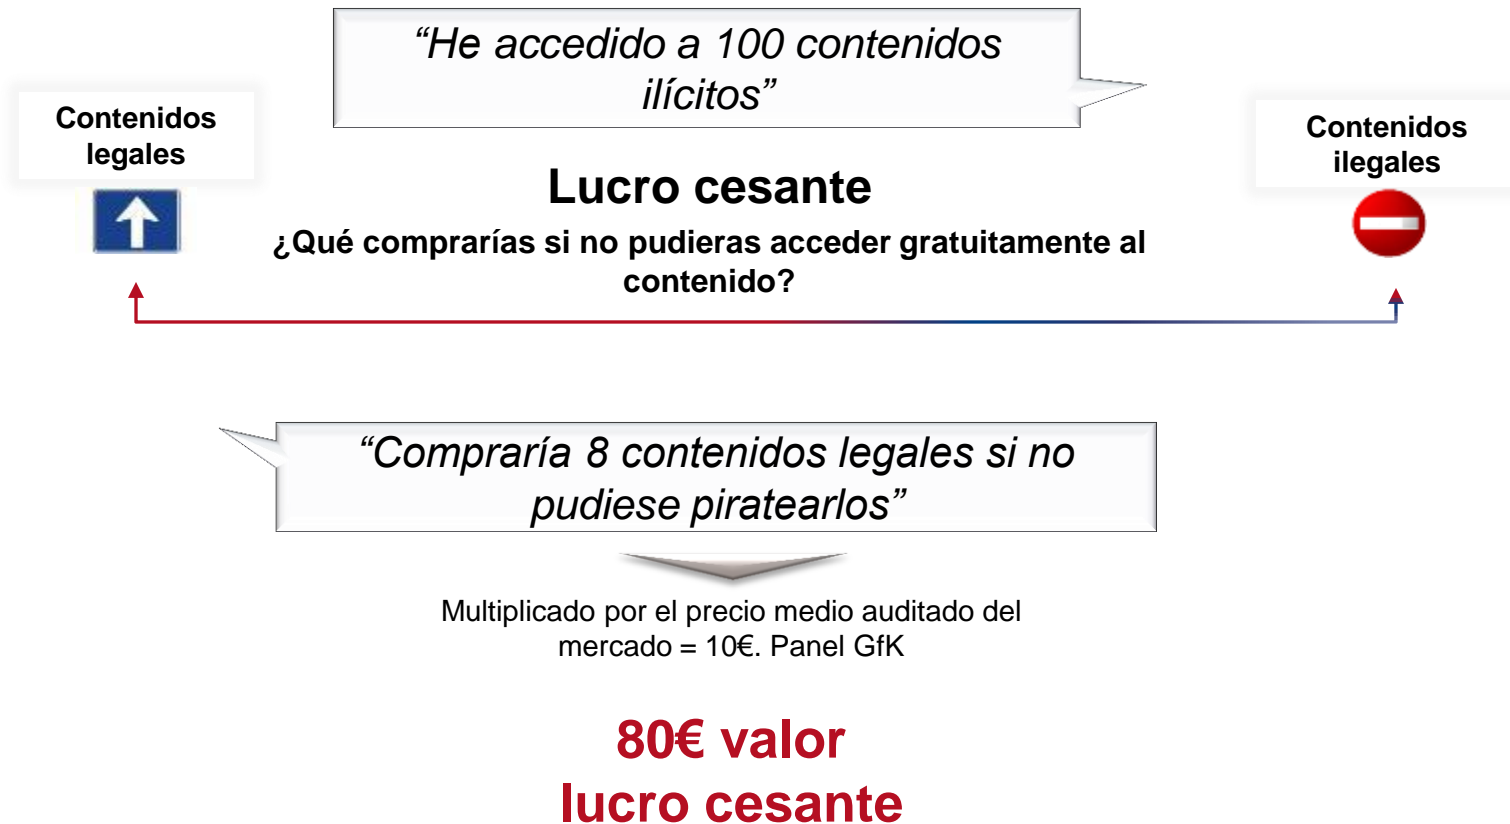 “He accedido a 100 contenidos
ilícitos”
Contenidos
legales
Contenidos
ilegales
Lucro cesante
¿Qué comprarías si no pudieras acceder gratuitamente al
contenido?
“Compraría 8 contenidos legales si no
pudiese piratearlos”
Multiplicado por el precio medio auditado del
mercado = 10€. Panel GfK
80€ valor
lucro cesante